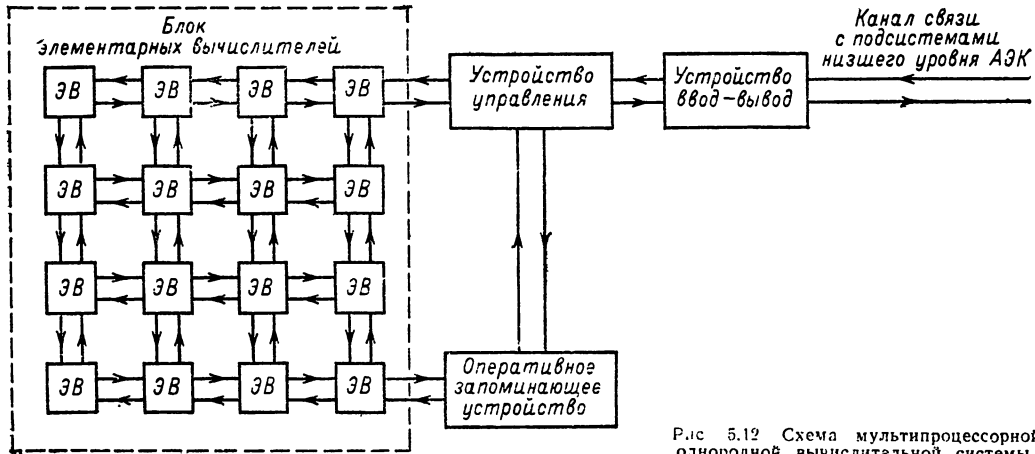 Блок
элементарных вычислителей
ЭВ ЭВ ЭВ ЭВ
ЭВ ЭВ ЭВ ЭВ
ЭВ ЭВ ЭВ ЭВ
ЭВ ЭВ ЭВ ЭВ
Устройство
управления
Устройство
ввод-вывод
Канал связи
с подсистемами
низшего уровня АЭК
Оперативное
запоминающее
устройство
Рис 5.12 Схема мультипроцессорной
однородной вычислительной системы